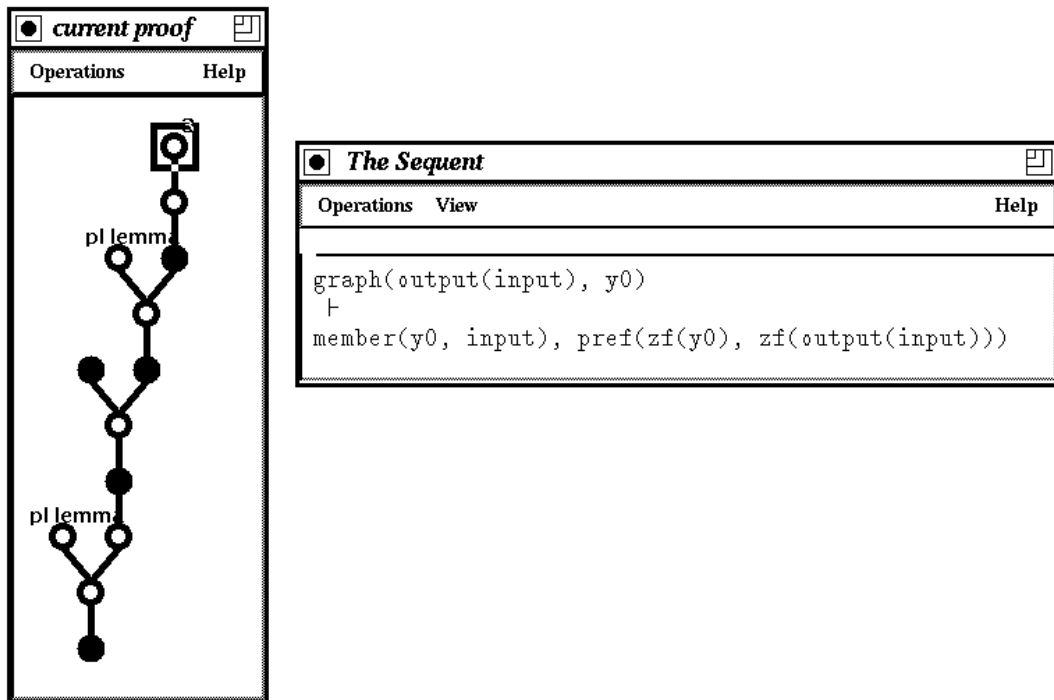 current proof
Operations Help
pl lemma
pl lemma
The Sequent
Operations View Help
graph(output(input), y0)
⊢
member(y0, input), pref(zf(y0), zf(output(input)))